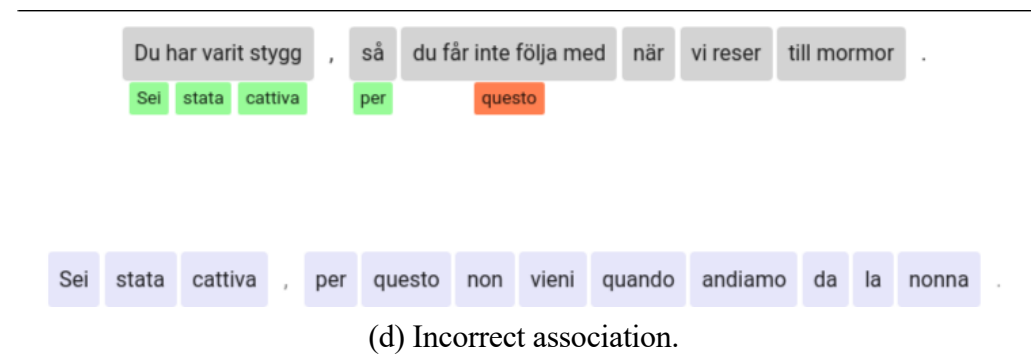 Du har varit stygg , så du får inte följa med när vi reser till mormor .
Sei stata cattiva per questo
Sei stata cattiva , per questo non vieni quando andiamo da la nonna .
(d) Incorrect association.